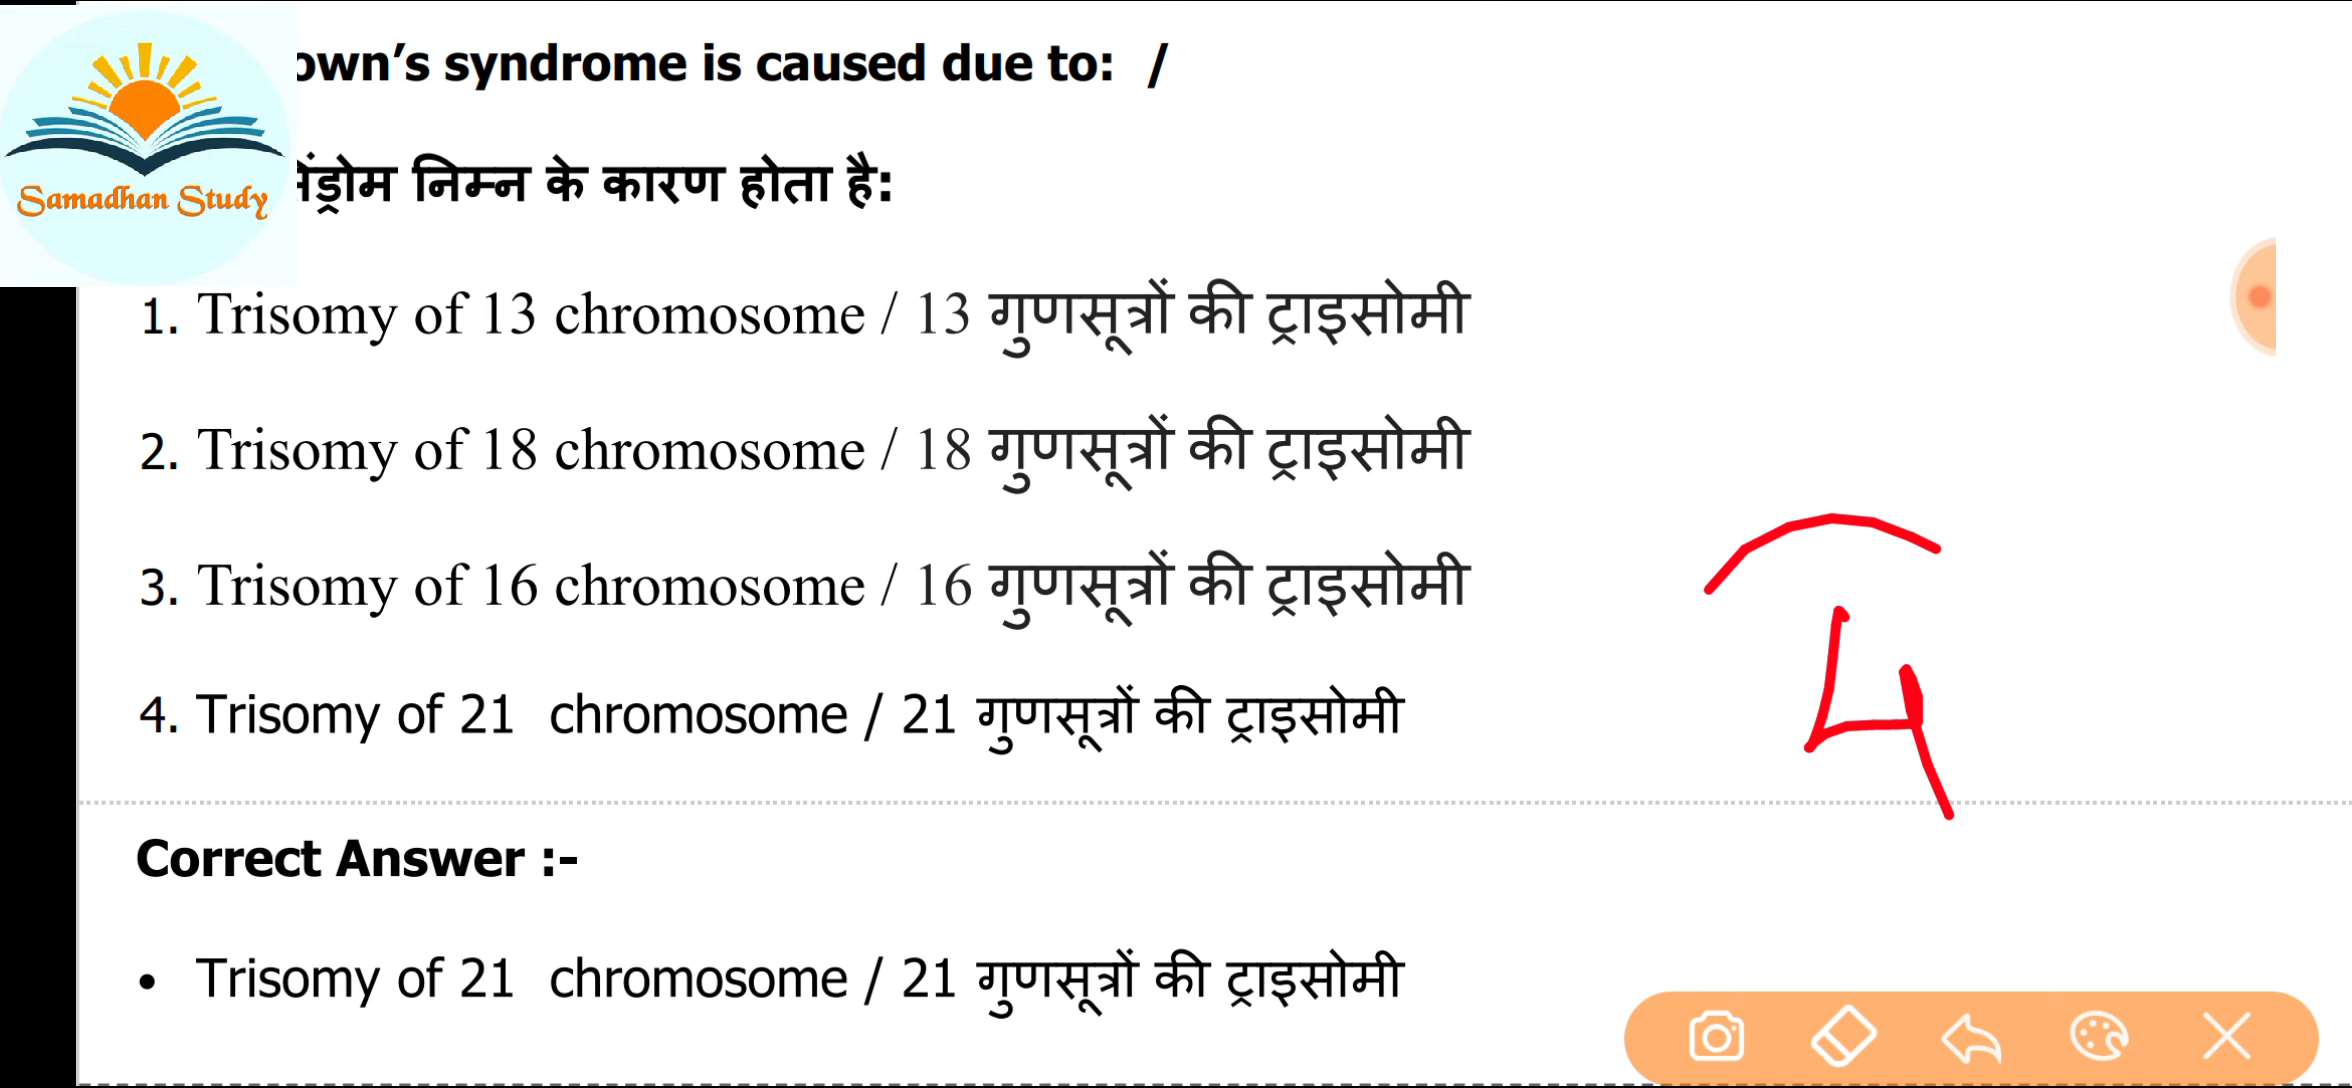 own’s syndrome is caused due to: /
Samadhan Study
निम्न के कारण होता है:
1. Trisomy of 13 chromosome / 13 गुणसूत्रों की ट्राइसोमी
2. Trisomy of 18 chromosome / 18 गुणसूत्रों की ट्राइसोमी
3. Trisomy of 16 chromosome / 16 गुणसूत्रों की ट्राइसोमी
4. Trisomy of 21 chromosome / 21 गुणसूत्रों की ट्राइसोमी
4
Correct Answer :-
• Trisomy of 21 chromosome / 21 गुणसूत्रों की ट्राइसोमी